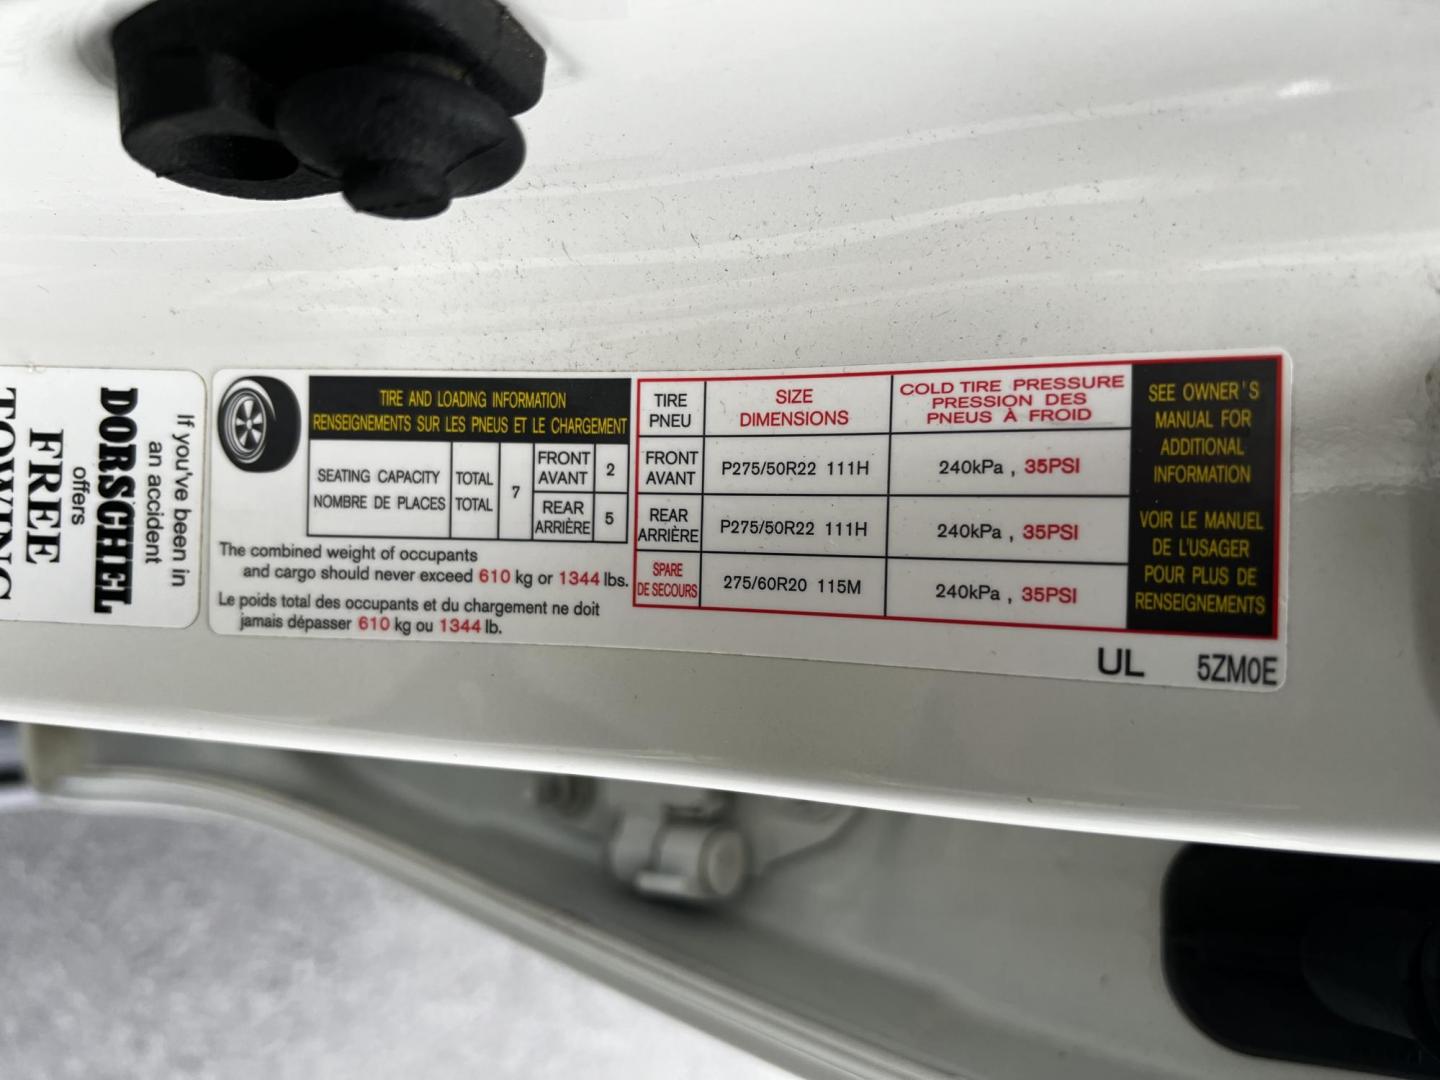 If you've been in
an accident
DORSCHEL
offers
FREE
TOWING
TIRE AND LOADING INFORMATION
RENSEIGNEMENTS SUR LES PNEUS ET LE CHARGEMENT
SEATING CAPACITY TOTAL 7 FRONT AVANT 2
NOMBRE DE PLACES TOTAL REAR ARRIÈRE 5
The combined weight of occupants
and cargo should never exceed 610 kg or 1344 lbs.
Le poids total des occupants et du chargement ne doit
jamais dépasser 610 kg ou 1344 lb.
TIRE PNEU SIZE DIMENSIONS COLD TIRE PRESSURE PRESSION DES PNEUS À FROID
FRONT AVANT P275/50R22 111H 240kPa , 35PSI
REAR ARRIÈRE P275/50R22 111H 240kPa , 35PSI
SPARE DE SECOURS 275/60R20 115M 240kPa , 35PSI
SEE OWNER'S
MANUAL FOR
ADDITIONAL
INFORMATION
VOIR LE MANUEL
DE L'USAGER
POUR PLUS DE
RENSEIGNEMENTS
UL 5ZM0E